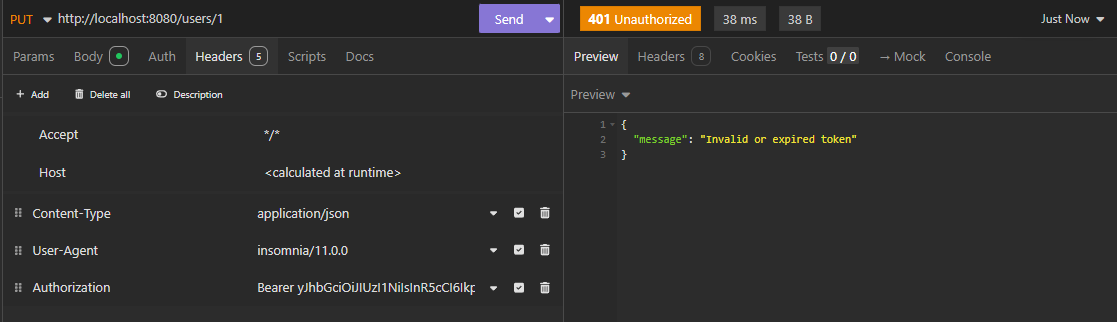 PUT http://localhost:8080/users/1 Send
Params Body Auth Headers 5 Scripts Docs
+ Add Delete all Description
Accept */*
Host <calculated at runtime>
Content-Type application/json
User-Agent insomnia/11.0.0
Authorization Bearer yJhbGciOiJIUzI1NiIsInR5cCI6Ikp
401 Unauthorized 38 ms 38 B Just Now
Preview Headers 8 Cookies Tests 0 / 0 → Mock Console
Preview
1 {
2 "message": "Invalid or expired token"
3 }